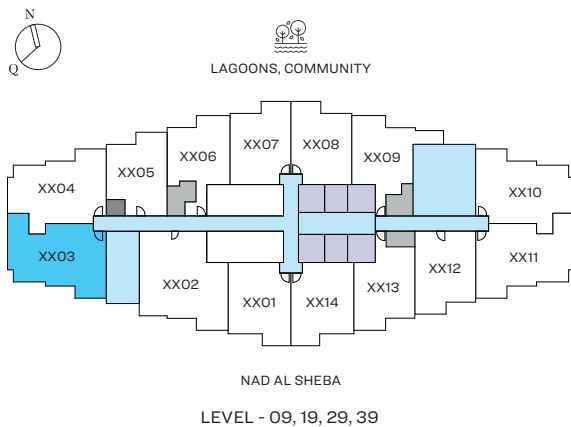 N
Q
LAGOONS, COMMUNITY
XX07 XX08
XX06 XX09
XX05
XX04 XX10
XX03 XX11
XX02 XX12
XX13
XX01 XX14
NAD AL SHEBA
LEVEL - 09, 19, 29, 39